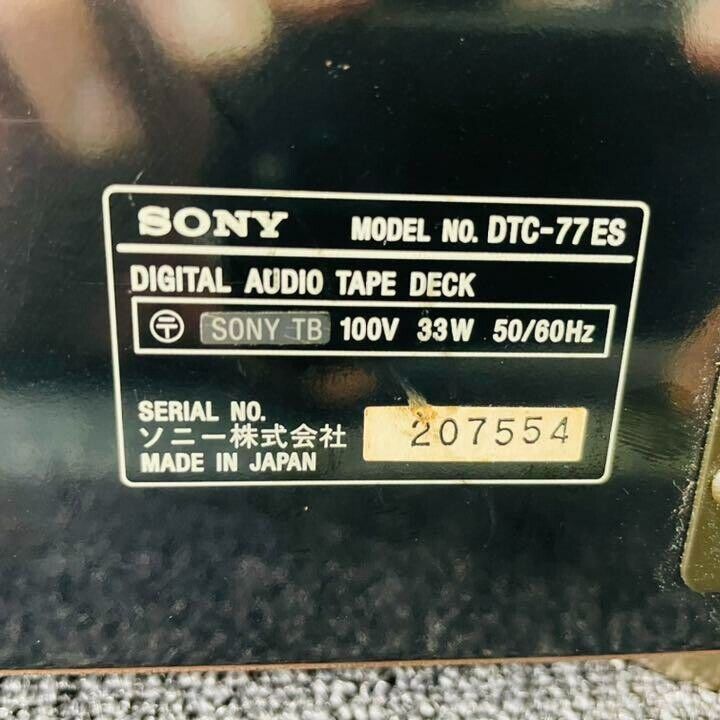 SONY MODEL NO. DTC-77ES
DIGITAL AUDIO TAPE DECK
〒 SONY TB 100V 33W 50/60Hz
SERIAL NO.
ソニー株式会社 207554
MADE IN JAPAN